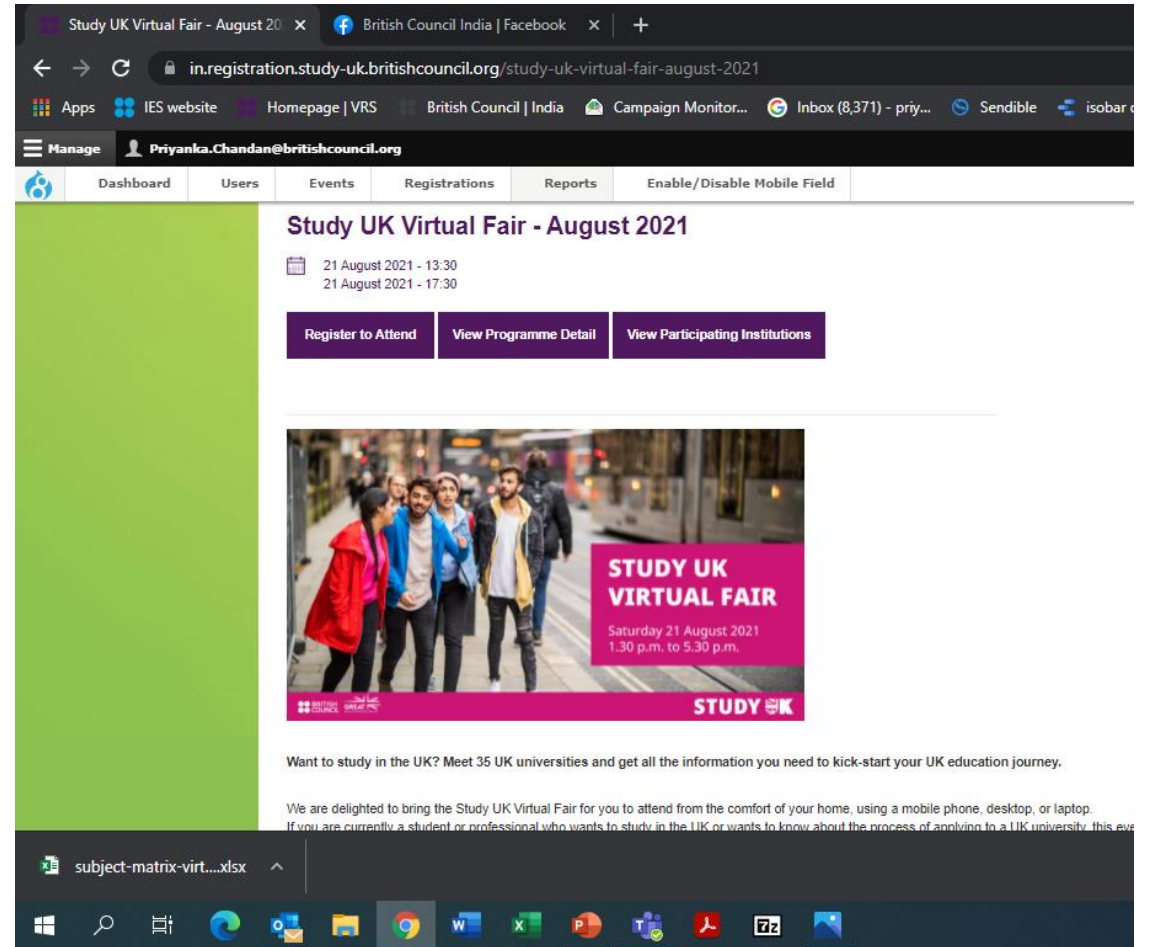 Study UK Virtual Fair - August 20
British Council India | Facebook
in.registration.study-uk.britishcouncil.org/study-uk-virtual-fair-august-2021
Apps IES website Homepage | VRS British Council | India Campaign Monitor... Inbox (8,371) - priy... Sendible isobar
Manage Priyanka.Chandan@britishcouncil.org
Dashboard Users Events Registrations Reports Enable/Disable Mobile Field
Study UK Virtual Fair - August 2021
21 August 2021 - 13:30
21 August 2021 - 17:30
Register to Attend View Programme Detail View Participating Institutions
STUDY UK
VIRTUAL FAIR
Saturday 21 August 2021
1.30 p.m. to 5.30 p.m.
BRITISH COUNCIL
STUDY UK
Want to study in the UK? Meet 35 UK universities and get all the information you need to kick-start your UK education journey.
We are delighted to bring the Study UK Virtual Fair for you to attend from the comfort of your home, using a mobile phone, desktop, or laptop.
If you are currently a student or professional who wants to study in the UK or wants to know about the process of applying to a UK university, this eve
subject-matrix-virt....xlsx